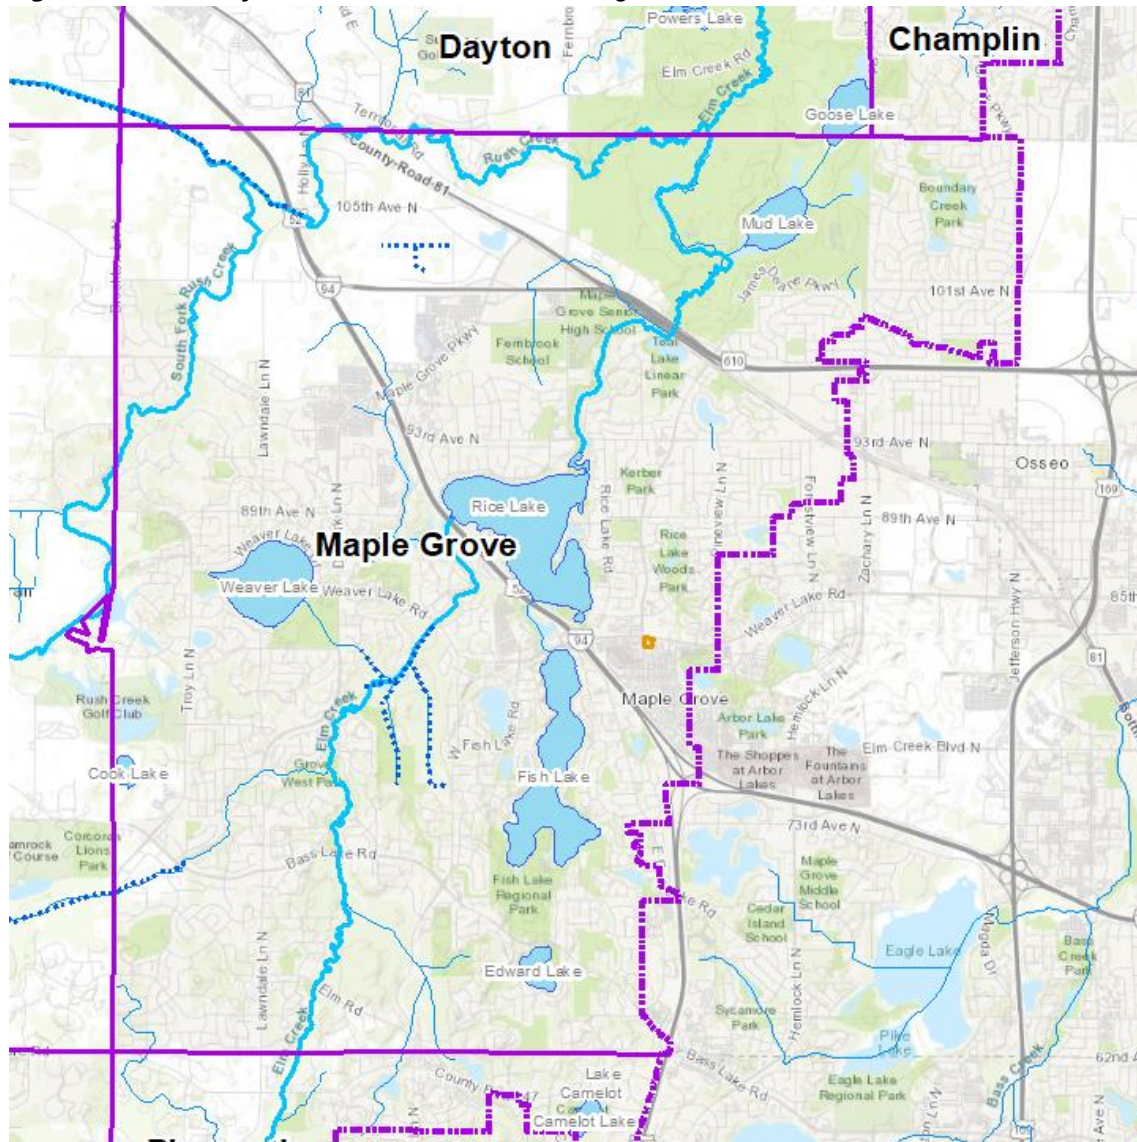 Powers Lake
Dayton
Champlin
Elm Creek Rd
Elm Creek
81
Goose Lake
Territorial Rd
Rush Creek
County-Road-81
Holly Ln N
Boundary
Creek
Park
105th Ave N
52
Mud Lake
South Fork Rush Creek
James Deane Pkwy
94
101st Ave N
Maple
Grove Senior
High School
Fernbrook
School
Teal
Lake
Linear
Park
610
Maple Grove Pkwy
Lawndale Ln N
93rd Ave N
93rd Ave N
Osseo
Kerber
Park
169
Rice Lake
Rice Lake Rd
89th Ave N
89th Ave N
Zachary Ln N
Forestview Ln N
Maple Grove
Rice
Lake
Woods
Park
Weaver Lake
Weaver Lake Rd
52
Weaver Lake Rd
85th
94
Jefferson Hwy N
81
Troy Ln N
Rush Creek
Golf Club
Maple Grove
Hemlock Ln N
Arbor Lake
Park
Elm Creek
Elm Creek Blvd N
The Shoppes
at Arbor
Lakes
The
Fountains
at Arbor
Lakes
Cook Lake
Fish Lake
73rd Ave N
Corcoran
Lions
Park
Bass Lake Rd
Fish Lake
Regional
Park
Maple
Grove
Middle
School
Cedar
Island
School
Magda Dr
Eagle Lake
Bass
Creek
Park
Edward Lake
Lawndale Ln N
Elm Rd
Hemlock Ln N
Sycamore
Park
Pike
Lake
Elm Creek
Bass Lake Rd
62nd A
Bass Creek
Lake
Camelot
Camelot Lake
Eagle Lake
Regional Park